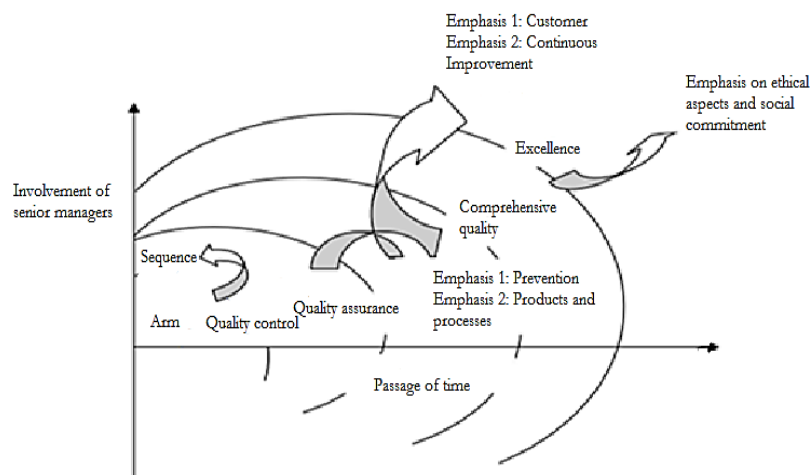 Emphasis 1: Customer
Emphasis 2: Continuous
Improvement
Emphasis on ethical
aspects and social
commitment
Excellence
Involvement of
senior managers
Comprehensive
quality
Sequence
Emphasis 1: Prevention
Emphasis 2: Products and
processes
Quality assurance
Arm
Quality control
Passage of time